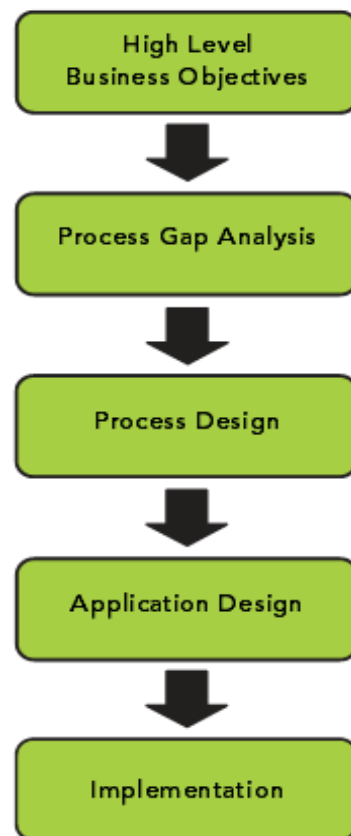 High Level
Business Objectives
Process Gap Analysis
Process Design
Application Design
Implementation